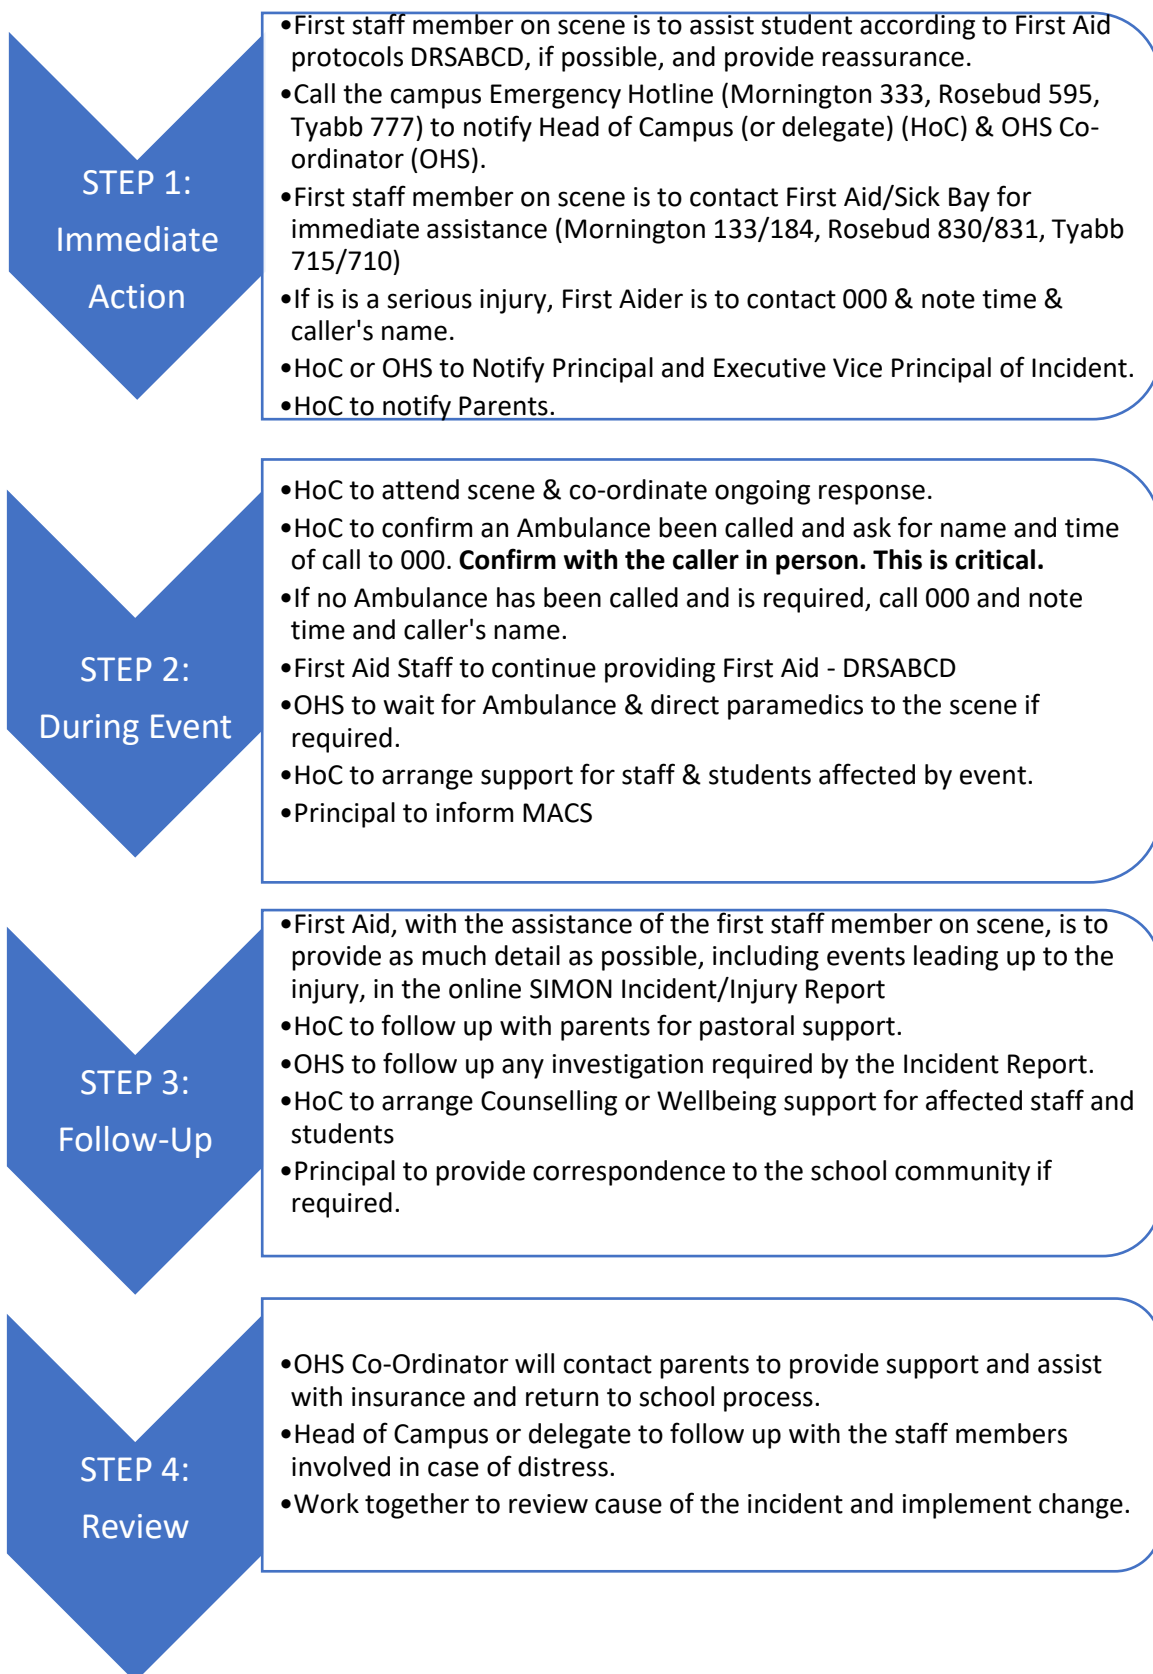 STEP 1:
Immediate
Action
•First staff member on scene is to assist student according to First Aid
protocols DRSABCD, if possible, and provide reassurance.
•Call the campus Emergency Hotline (Mornington 333, Rosebud 595,
Tyabb 777) to notify Head of Campus (or delegate) (HoC) & OHS Co-
ordinator (OHS).
•First staff member on scene is to contact First Aid/Sick Bay for
immediate assistance (Mornington 133/184, Rosebud 830/831, Tyabb
715/710)
•If is is a serious injury, First Aider is to contact 000 & note time &
caller's name.
•HoC or OHS to Notify Principal and Executive Vice Principal of Incident.
•HoC to notify Parents.
STEP 2:
During Event
•HoC to attend scene & co-ordinate ongoing response.
•HoC to confirm an Ambulance been called and ask for name and time
of call to 000. Confirm with the caller in person. This is critical.
•If no Ambulance has been called and is required, call 000 and note
time and caller's name.
•First Aid Staff to continue providing First Aid - DRSABCD
•OHS to wait for Ambulance & direct paramedics to the scene if
required.
•HoC to arrange support for staff & students affected by event.
•Principal to inform MACS
STEP 3:
Follow-Up
•First Aid, with the assistance of the first staff member on scene, is to
provide as much detail as possible, including events leading up to the
injury, in the online SIMON Incident/Injury Report
•HoC to follow up with parents for pastoral support.
•OHS to follow up any investigation required by the Incident Report.
•HoC to arrange Counselling or Wellbeing support for affected staff and
students
•Principal to provide correspondence to the school community if
required.
STEP 4:
Review
•OHS Co-Ordinator will contact parents to provide support and assist
with insurance and return to school process.
•Head of Campus or delegate to follow up with the staff members
involved in case of distress.
•Work together to review cause of the incident and implement change.